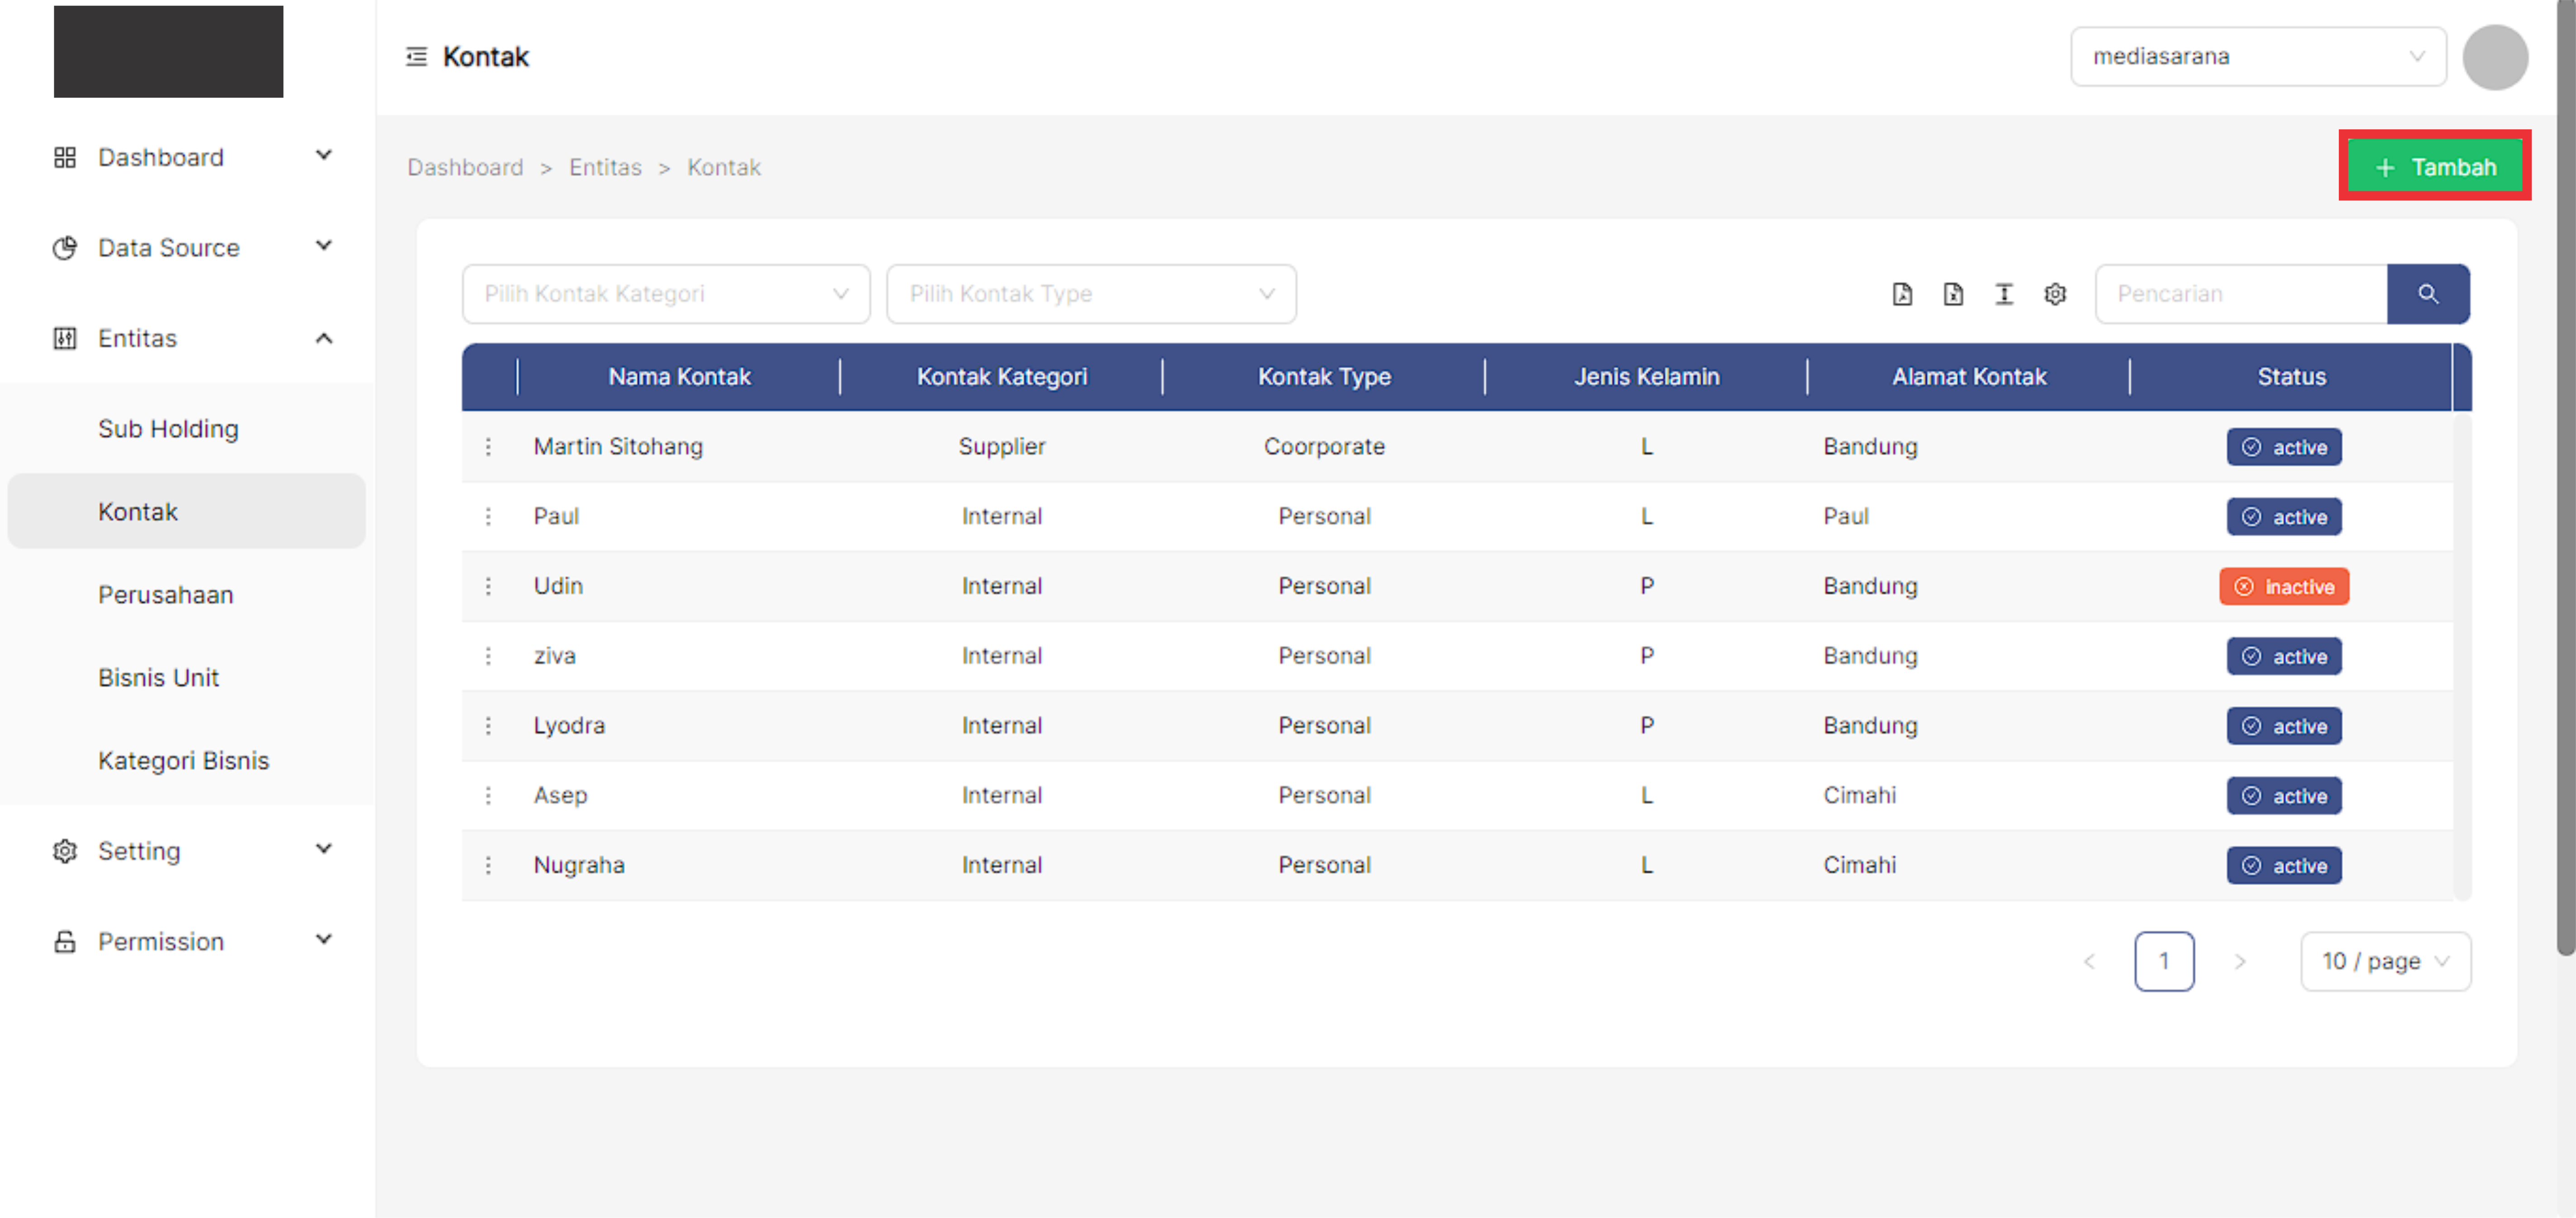 Kontak
mediasarana
Dashboard
Data Source
Entitas
Sub Holding
Kontak
Perusahaan
Bisnis Unit
Kategori Bisnis
Setting
Permission
Dashboard > Entitas > Kontak
+ Tambah
Pilih Kontak Kategori
Pilih Kontak Type
Pencarian
Nama Kontak Kontak Kategori Kontak Type Jenis Kelamin Alamat Kontak Status
Martin Sitohang Supplier Coorporate L Bandung active
Paul Internal Personal L Paul active
Udin Internal Personal P Bandung inactive
ziva Internal Personal P Bandung active
Lyodra Internal Personal P Bandung active
Asep Internal Personal L Cimahi active
Nugraha Internal Personal L Cimahi active
< 1 > 10 / page